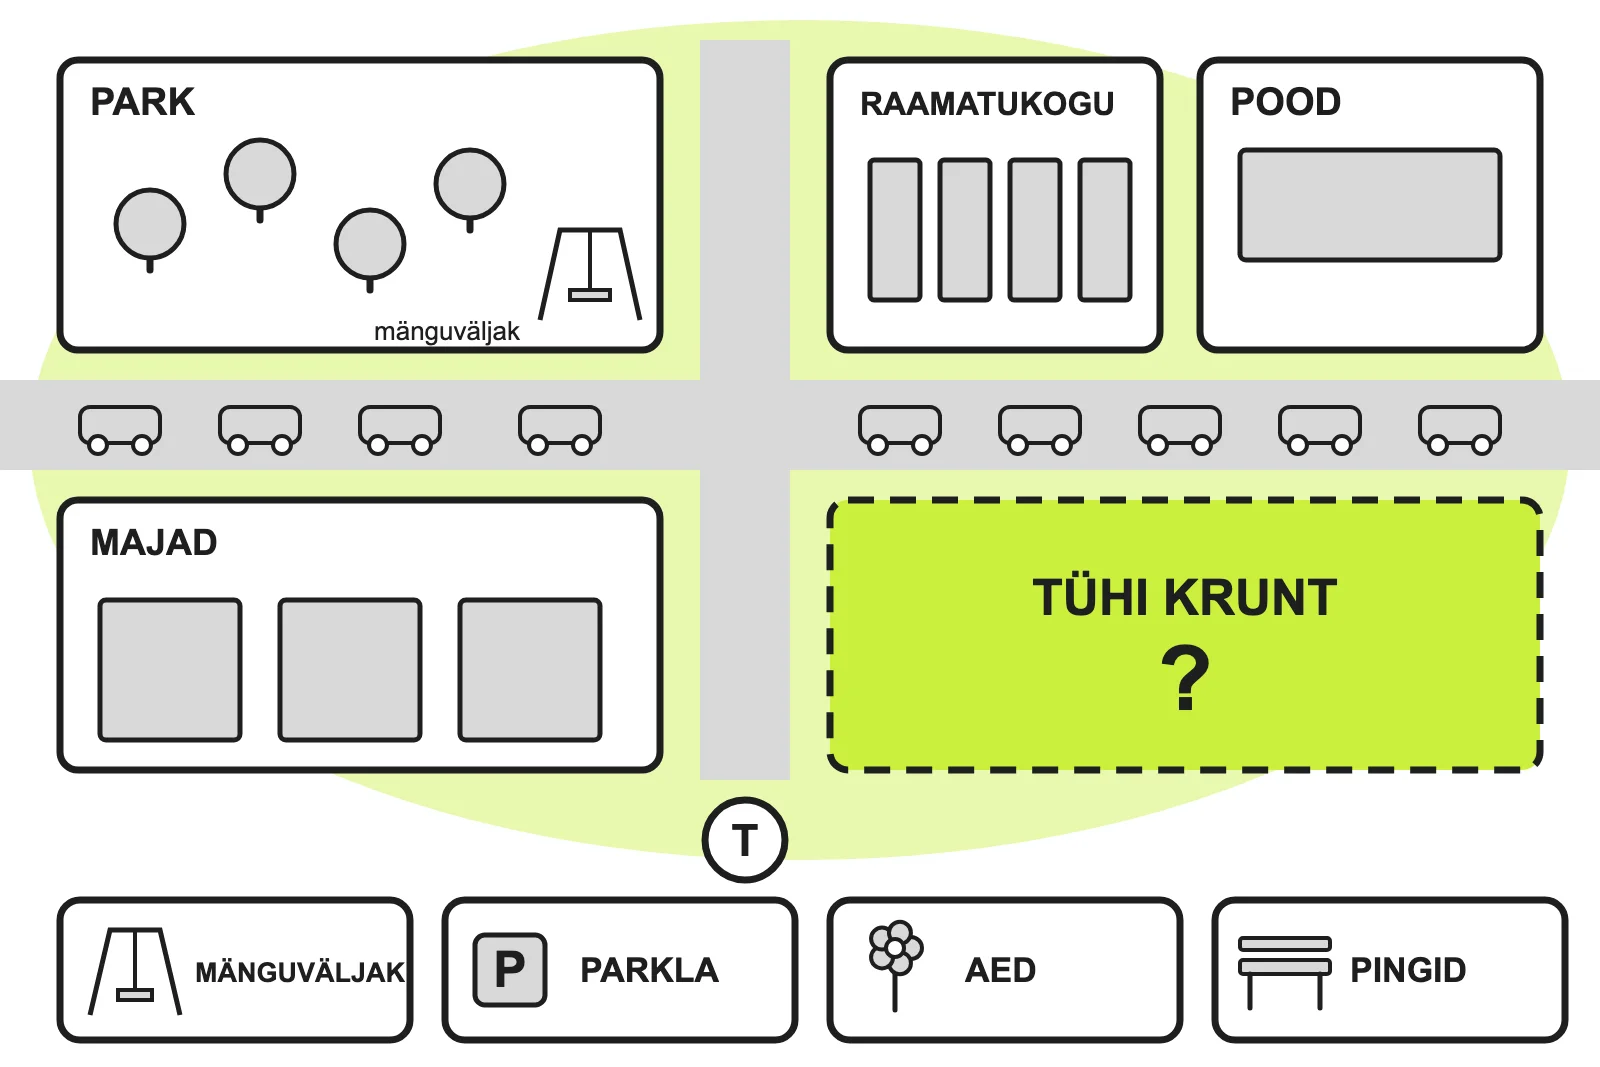 PARK
RAAMATUKOGU
POOD
mänguväljak
MAJAD
TÜHI KRUNT
?
T
MÄNGUVÄLJAK
P
PARKLA
AED
PINGID